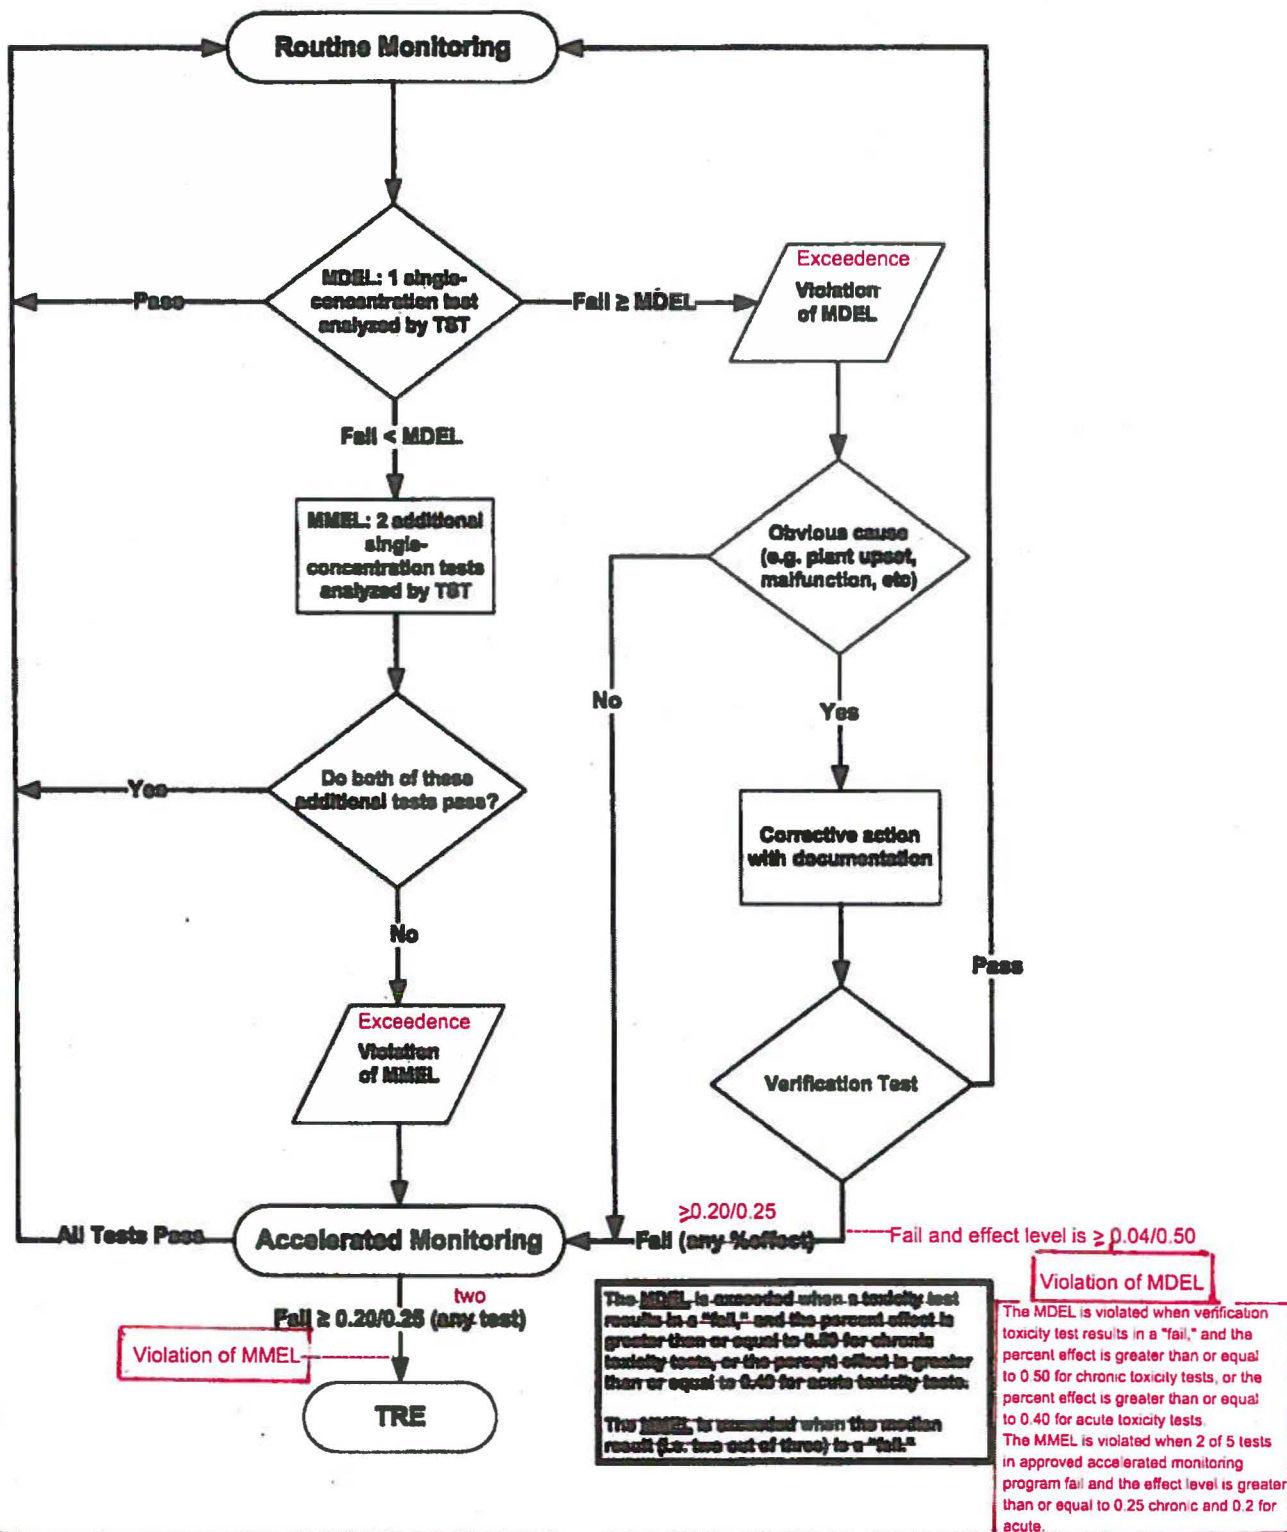 Routine Monitoring
MDEL: 1 single-
concentration test
analyzed by TST
Pass
Fail ≥ MDEL
Exceedence
Violation
of MDEL
Fail < MDEL
MMEL: 2 additional
single-
concentration tests
analyzed by TST
Obvious cause
(e.g. plant upset,
malfunction, etc)
No
Yes
Do both of these
additional tests pass?
Yes
Corrective action
with documentation
No
Pass
Exceedence
Violation
of MMEL
Verification Test
All Tests Pass
Accelerated Monitoring
≥0.20/0.25
Fail (any %effect)
Fail and effect level is ≥ 0.04/0.50
two
Fail ≥ 0.20/0.25 (any test)
Violation of MMEL
TRE
The MDEL is exceeded when a toxicity test
results in a "fail," and the percent effect is
greater than or equal to 0.50 for chronic
toxicity tests, or the percent effect is greater
than or equal to 0.40 for acute toxicity tests.
The MMEL is exceeded when the median
result (i.e. two out of three) is a "fail."
Violation of MDEL
The MDEL is violated when verification
toxicity test results in a "fail," and the
percent effect is greater than or equal
to 0.50 for chronic toxicity tests, or the
percent effect is greater than or equal
to 0.40 for acute toxicity tests.
The MMEL is violated when 2 of 5 tests
in approved accelerated monitoring
program fail and the effect level is greater
than or equal to 0.25 chronic and 0.2 for
acute.